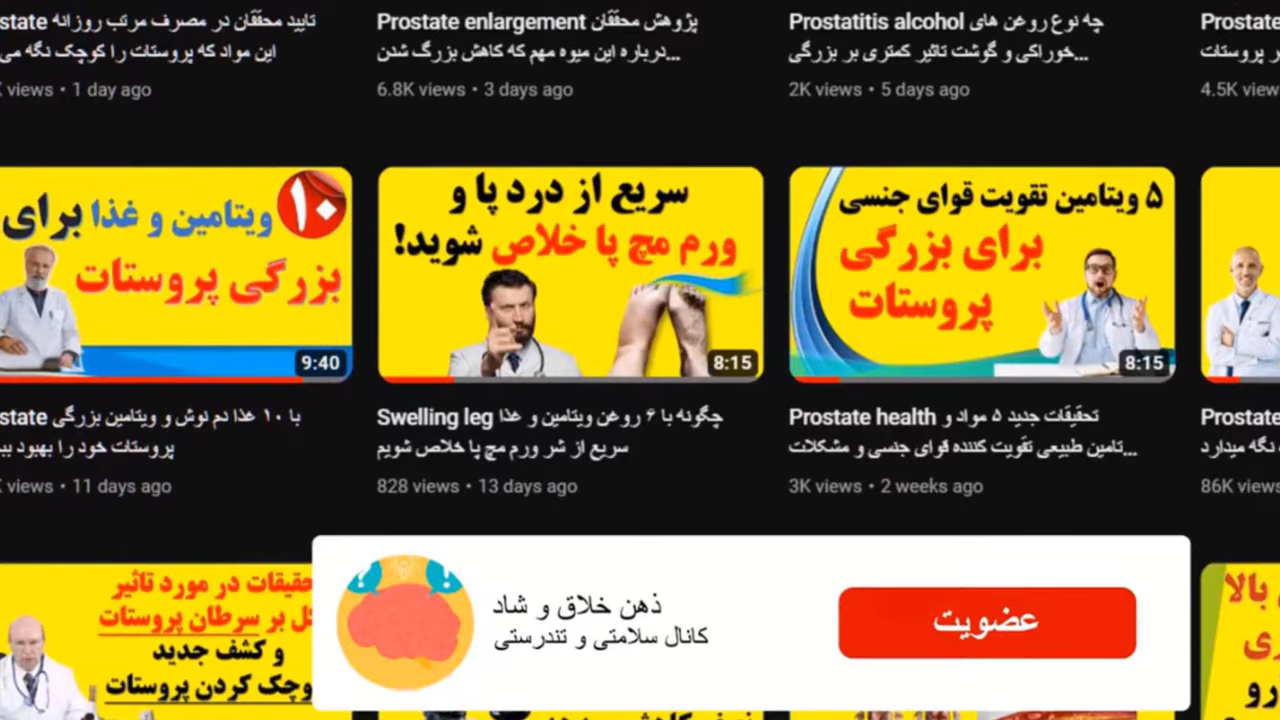 state تایید محققان در مصرف مرتب روزانه
این مواد که پروستات را کوچک نگه می
views • 1 day ago
Prostate enlargement پژوهش محققان
درباره این میوه مهم که کاهش بزرگ شدن...
6.8K views • 3 days ago
Prostatitis alcohol چه نوع روغن های
خوراکی و گوشت تاثیر کمتری بر بزرگی...
2K views • 5 days ago
Prostate
پروستات
4.5K view
۱۰ ویتامین و غذا برای
بزرگی پروستات
9:40
سریع از درد پا و
ورم مچ پا خلاص شوید!
8:15
۵ ویتامین تقویت قوای جنسی
برای بزرگی
پروستات
8:15
state با ۱۰ غذا دم نوش و ویتامین بزرگی
پروستات خود را بهبود
views • 11 days ago
Swelling leg چگونه با ۶ روغن ویتامین و غذا
سریع از شر ورم مچ پا خلاص شویم
828 views • 13 days ago
Prostate health تحقیقات جدید ۵ مواد و
تامین طبیعی تقویت کننده قوای جنسی و مشکلات...
3K views • 2 weeks ago
Prostate
نگه میدارد
86K views
حقیقات در مورد تاثیر
بر سرطان پروستات
و کشف جدید
وچک کردن پروستات
ذهن خلاق و شاد
کانال سلامتی و تندرستی
عضویت
بالا